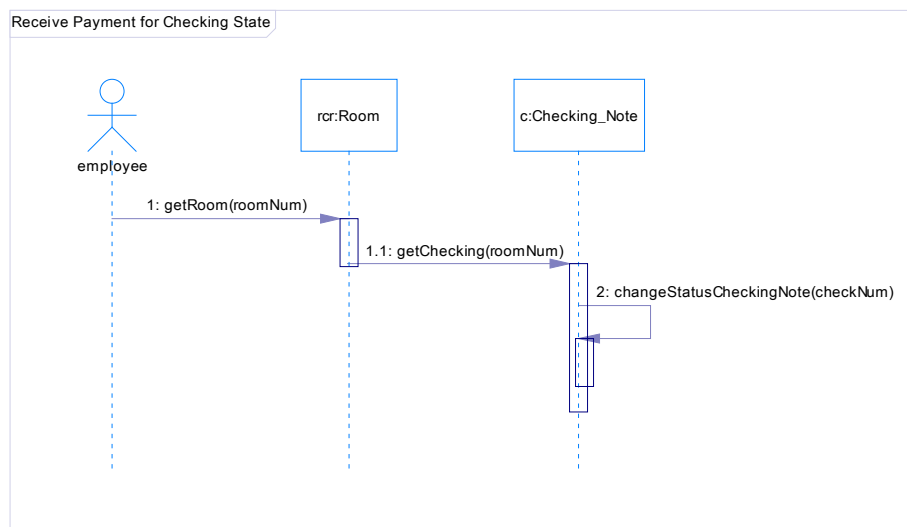 Receive Payment for Checking State
rcr:Room
c:Checking_Note
employee
1: getRoom(roomNum)
1.1: getChecking(roomNum)
2: changeStatusCheckingNote(checkNum)